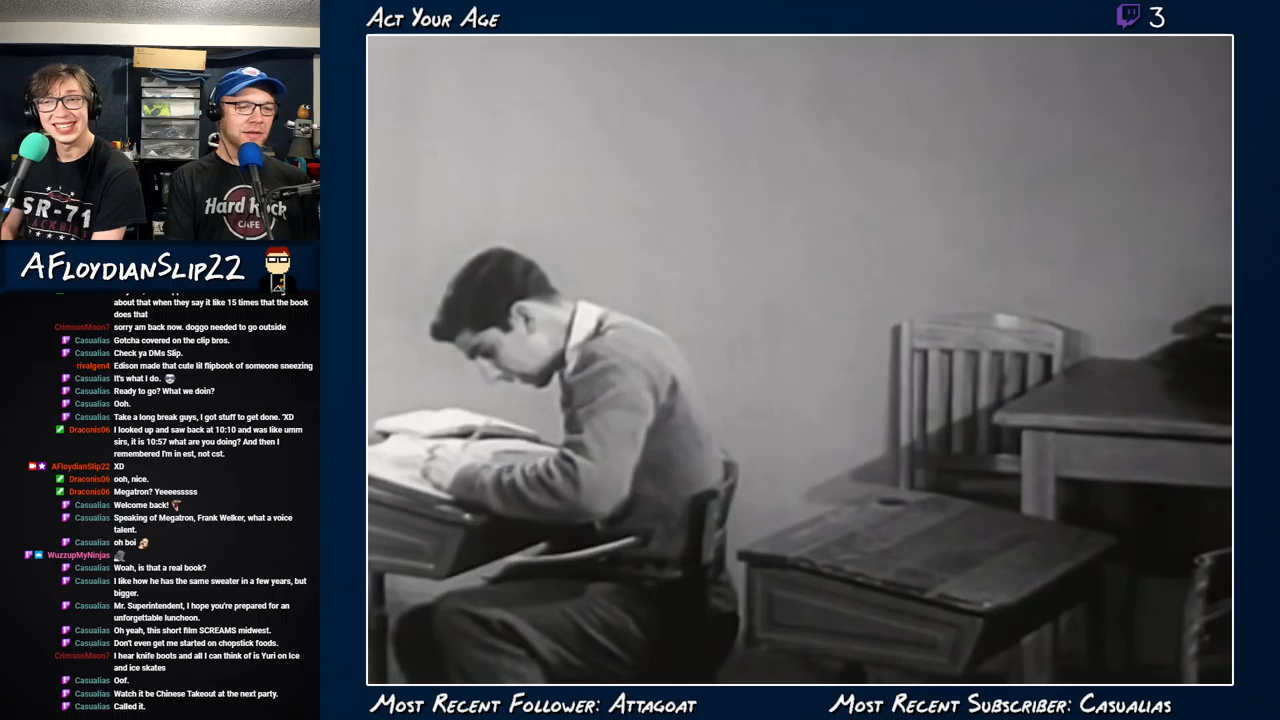 Act Your Age
3
SR-71
Hard Rock
CAFE
AFloydianSlip22
about that when they say it like 15 times that the book
does that
CrimsonMoon7 sorry am back now. doggo needed to go outside
Casualias Gotcha covered on the clip bros.
Casualias Check ya DMs Slip.
rivalgen4 Edison made that cute lil flipbook of someone sneezing
Casualias It's what I do.
Casualias Ready to go? What we doin?
Casualias Ooh.
Casualias Take a long break guys, I got stuff to get done. 'XD
Draconis06 I looked up and saw back at 10:10 and was like umm
sirs, it is 10:57 what are you doing? And then I
remembered I'm in est, not cst.
AFloydianSlip22 XD
Draconis06 ooh, nice.
Draconis06 Megatron? Yeeeesssss
Casualias Welcome back!
Casualias Speaking of Megatron, Frank Welker, what a voice
talent.
Casualias oh boi
WuzzupMyNinjas
Casualias Woah, is that a real book?
Casualias I like how he has the same sweater in a few years, but
bigger.
Casualias Mr. Superintendent, I hope you're prepared for an
unforgettable luncheon.
Casualias Oh yeah, this short film SCREAMS midwest.
Casualias Don't even get me started on chopstick foods.
CrimsonMoon7 I hear knife boots and all I can think of is Yuri on Ice
and ice skates
Casualias Oof.
Casualias Watch it be Chinese Takeout at the next party.
Casualias Called it.
Most Recent Follower: Attagoat
Most Recent Subscriber: Casualias